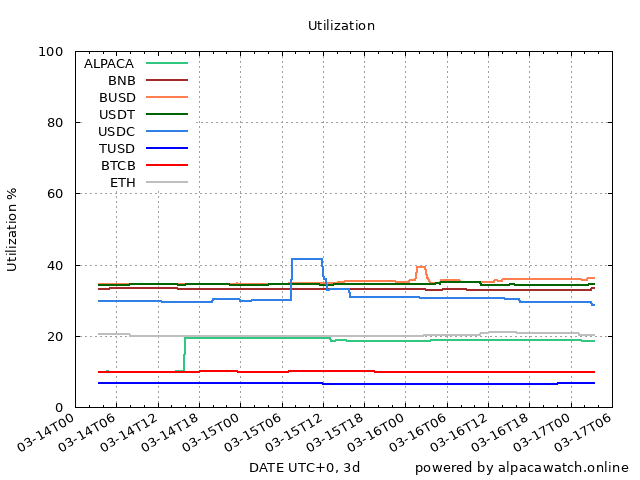 Utilization
100
80
60
40
20
0
Utilization %
ALPACA
BNB
BUSD
USDT
USDC
TUSD
BTCB
ETH
03-14T00
03-14T06
03-14T12
03-14T18
03-15T00
03-15T06
03-15T12
03-15T18
03-16T00
03-16T06
03-16T12
03-16T18
03-17T00
03-17T06
DATE UTC+0, 3d
powered by alpacawatch.online